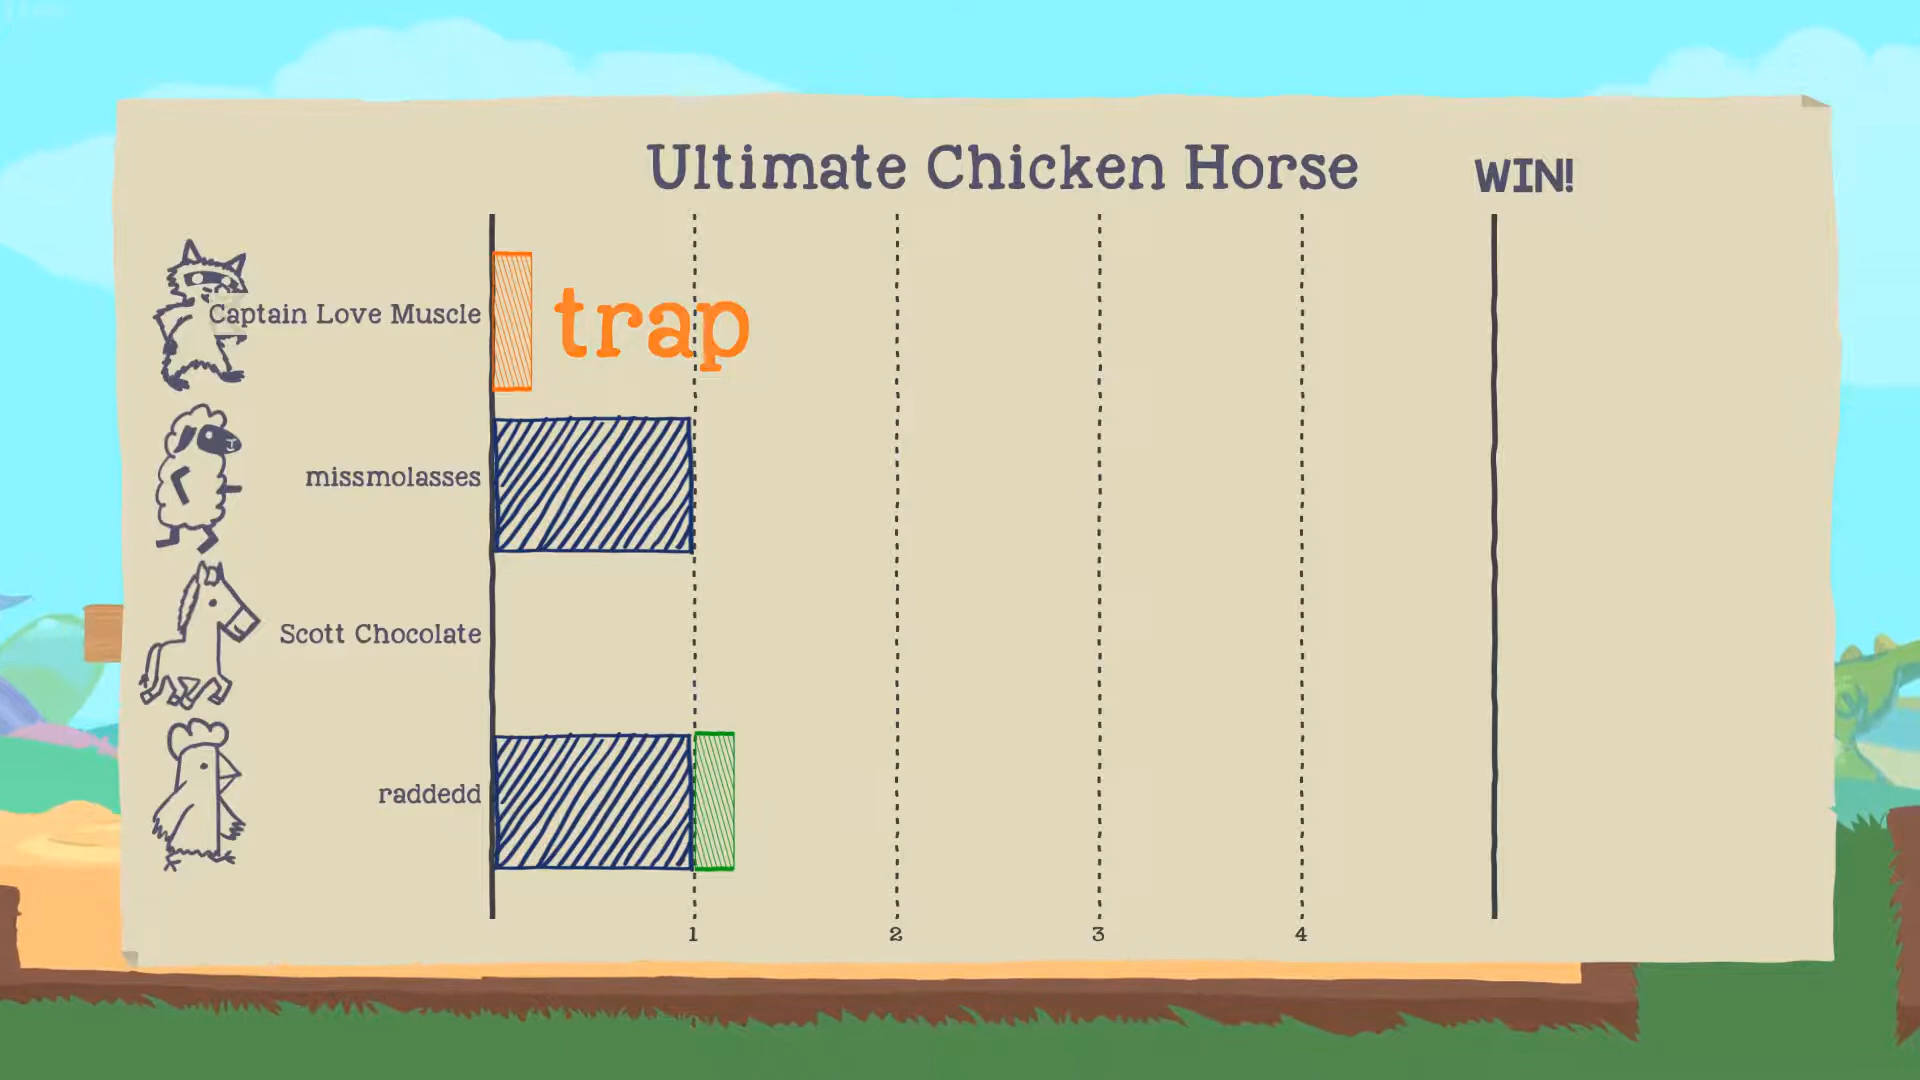 Ultimate Chicken Horse
WIN!
Captain Love Muscle
trap
missmolasses
Scott Chocolate
raddedd
1 2 3 4